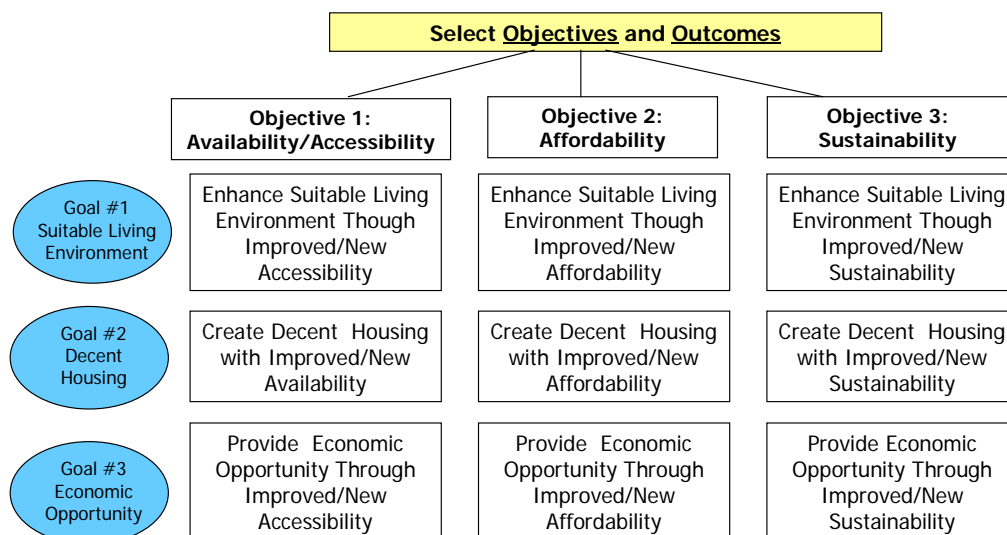 Select Objectives and Outcomes
Objective 1:
Availability/Accessibility
Objective 2:
Affordability
Objective 3:
Sustainability
Goal #1
Suitable Living
Environment
Enhance Suitable Living
Environment Though
Improved/New
Accessibility
Enhance Suitable Living
Environment Though
Improved/New
Affordability
Enhance Suitable Living
Environment Though
Improved/New
Sustainability
Goal #2
Decent
Housing
Create Decent Housing
with Improved/New
Availability
Create Decent Housing
with Improved/New
Affordability
Create Decent Housing
with Improved/New
Sustainability
Goal #3
Economic
Opportunity
Provide Economic
Opportunity Through
Improved/New
Accessibility
Provide Economic
Opportunity Through
Improved/New
Affordability
Provide Economic
Opportunity Through
Improved/New
Sustainability